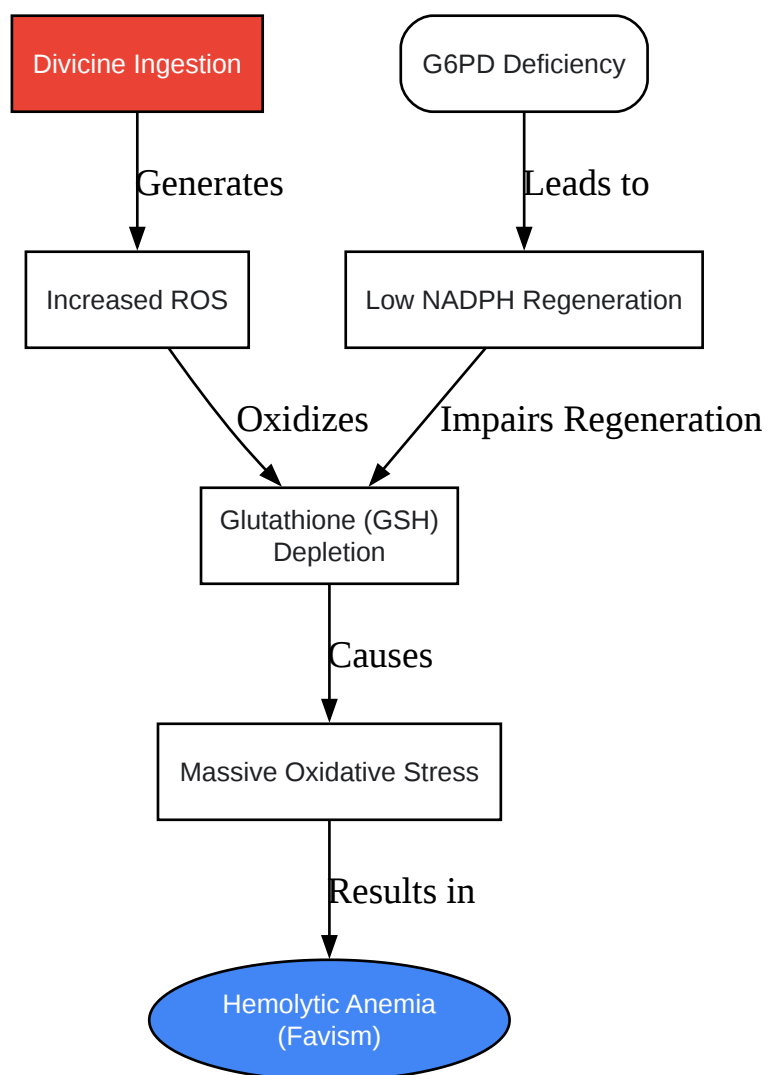 Divicine Ingestion
G6PD Deficiency
Generates
Leads to
Increased ROS
Low NADPH Regeneration
Oxidizes
Impairs Regeneration
Glutathione (GSH)
Depletion
Causes
Massive Oxidative Stress
Results in
Hemolytic Anemia
(Favism)